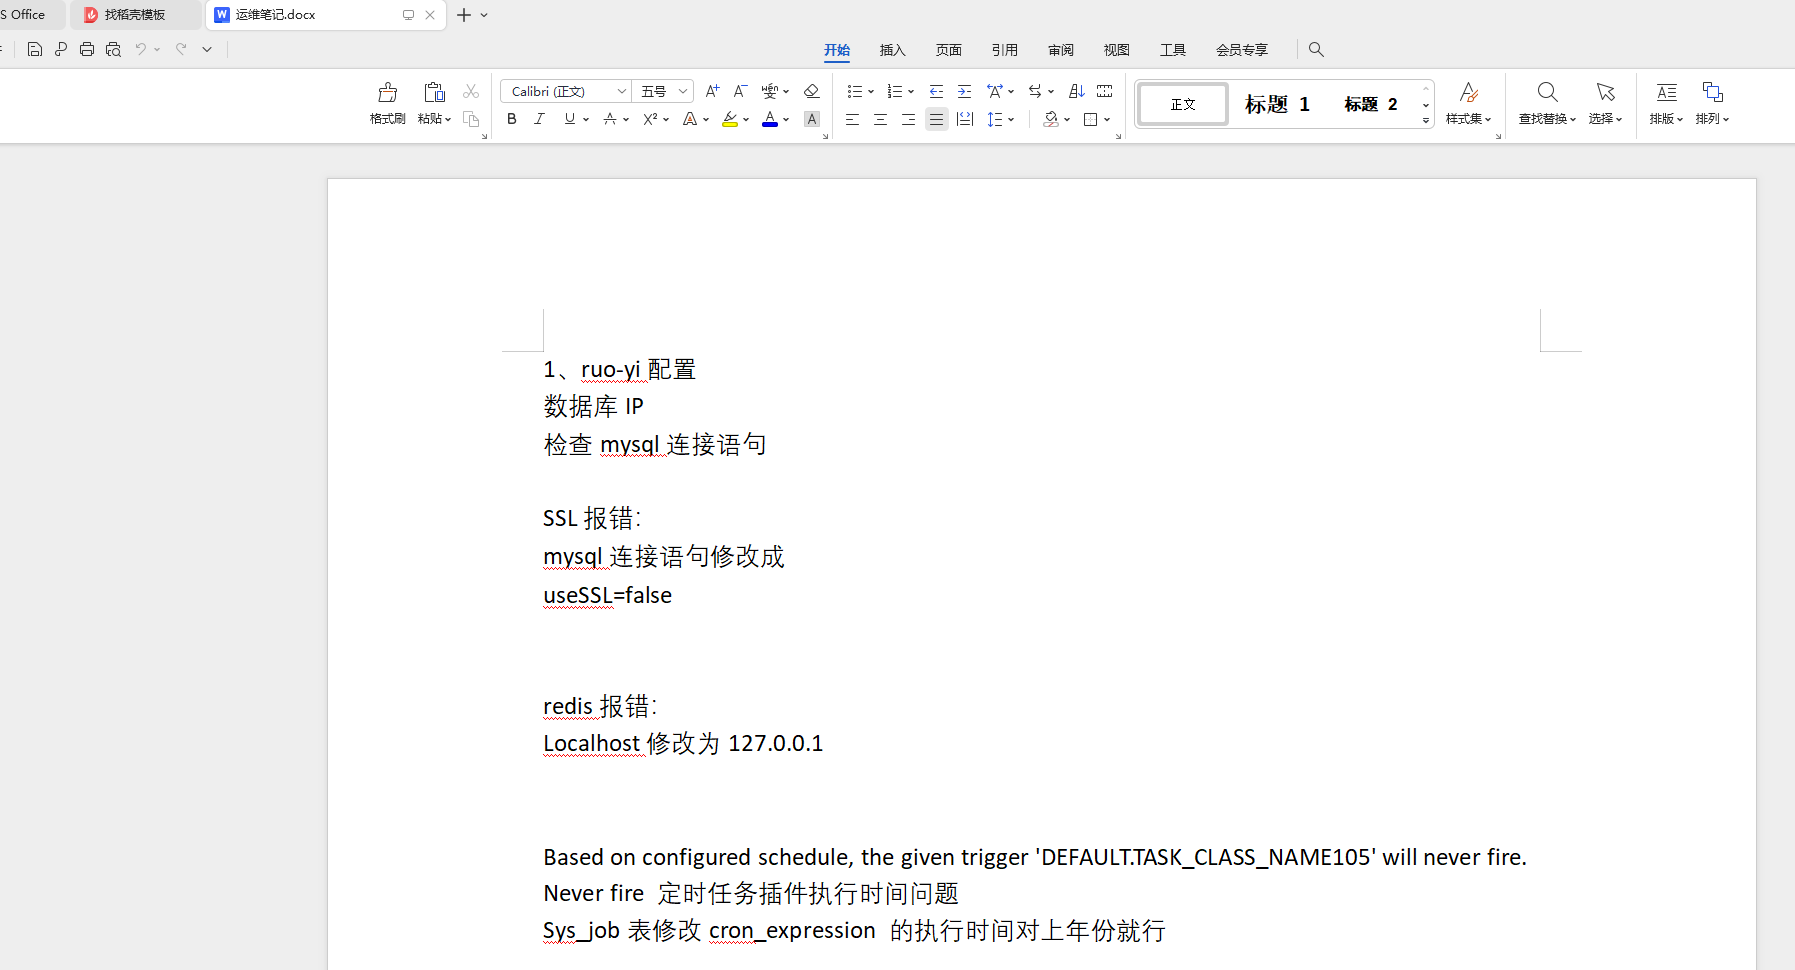 S Office 找稻壳模板 运维笔记.docx
开始 插入 页面 引用 审阅 视图 工具 会员专享
Calibri (正文) 五号 正文 标题 1 标题 2
格式刷 粘贴 样式集 查找替换 选择 排版 排列
1、ruo-yi 配置
数据库 IP
检查 mysql 连接语句
SSL 报错：
mysql 连接语句修改成
useSSL=false
redis 报错：
Localhost 修改为 127.0.0.1
Based on configured schedule, the given trigger 'DEFAULT.TASK_CLASS_NAME105' will never fire.
Never fire 定时任务插件执行时间问题
Sys_job 表修改 cron_expression 的执行时间对上年份就行